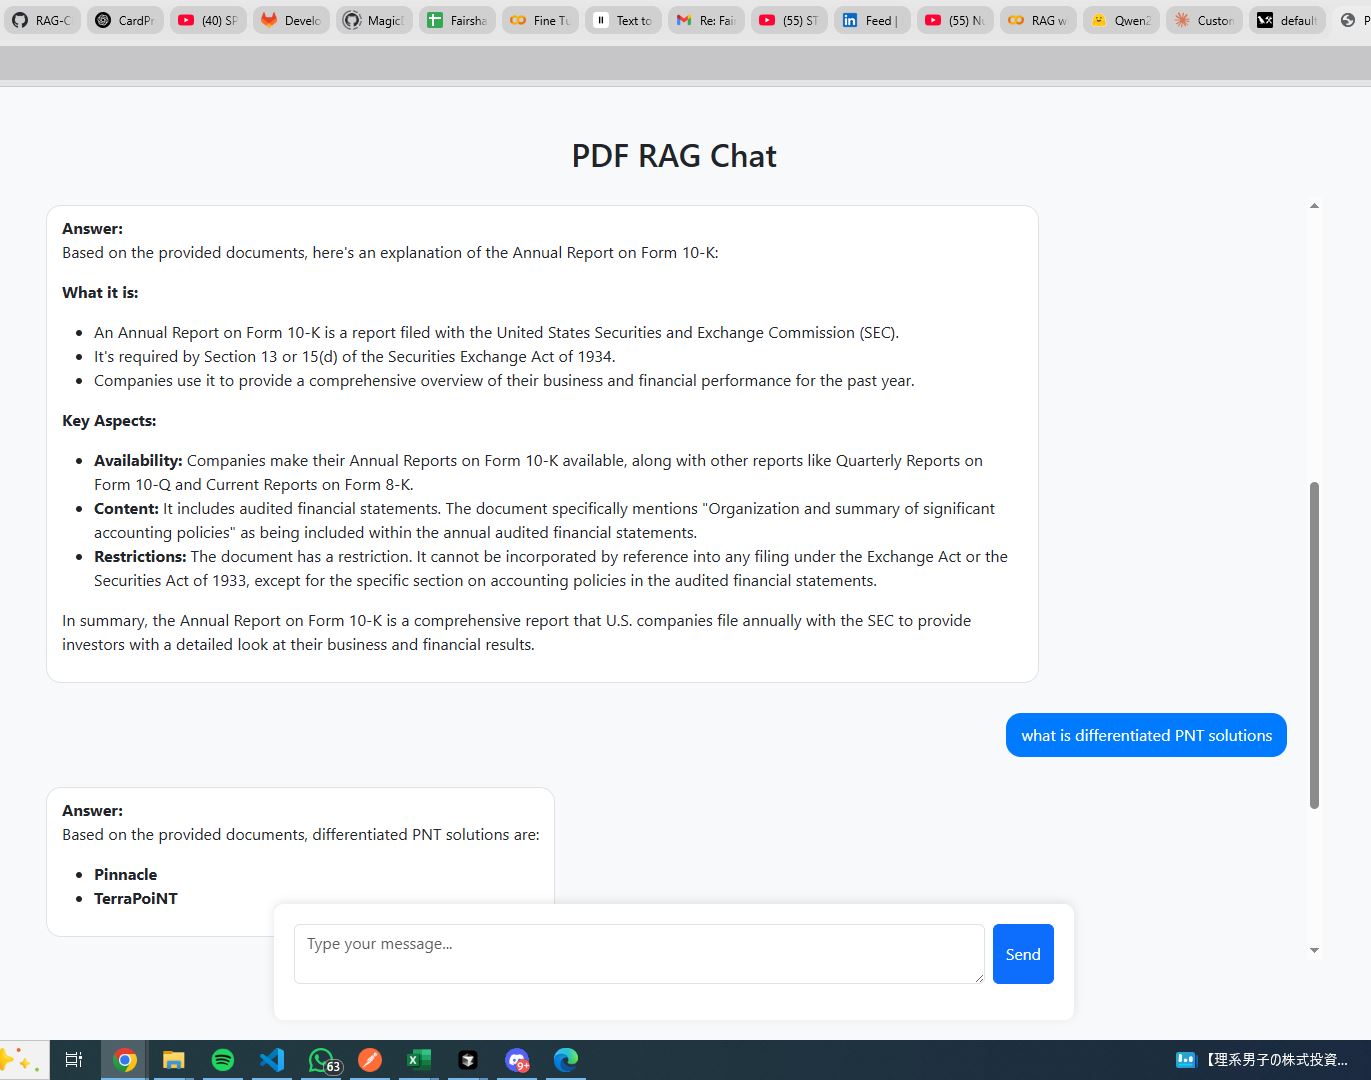 RAG-C
CardPr
(40) SP
Develo
Magic
Fairsha
Fine Tu
Text to
Re: Fair
(55) ST
Feed |
(55) Nu
RAG w
Qwen2
Custon
default
P
PDF RAG Chat
Answer:
Based on the provided documents, here's an explanation of the Annual Report on Form 10-K:
What it is:
An Annual Report on Form 10-K is a report filed with the United States Securities and Exchange Commission (SEC).
It's required by Section 13 or 15(d) of the Securities Exchange Act of 1934.
Companies use it to provide a comprehensive overview of their business and financial performance for the past year.
Key Aspects:
Availability: Companies make their Annual Reports on Form 10-K available, along with other reports like Quarterly Reports on
Form 10-Q and Current Reports on Form 8-K.
Content: It includes audited financial statements. The document specifically mentions "Organization and summary of significant
accounting policies" as being included within the annual audited financial statements.
Restrictions: The document has a restriction. It cannot be incorporated by reference into any filing under the Exchange Act or the
Securities Act of 1933, except for the specific section on accounting policies in the audited financial statements.
In summary, the Annual Report on Form 10-K is a comprehensive report that U.S. companies file annually with the SEC to provide
investors with a detailed look at their business and financial results.
what is differentiated PNT solutions
Answer:
Based on the provided documents, differentiated PNT solutions are:
Pinnacle
TerraPoiNT
Type your message...
Send
63
9+
【理系男子の株式投資...